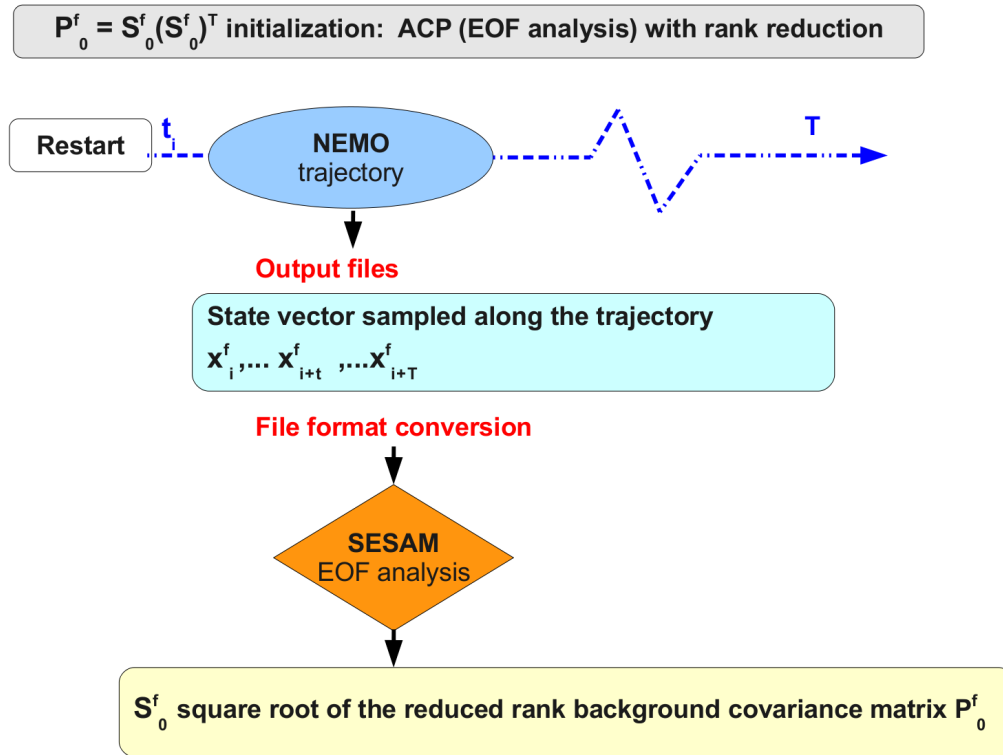 P^f_0 = S^f_0(S^f_0)^T initialization: ACP (EOF analysis) with rank reduction
Restart
t_i
NEMO
trajectory
T
Output files
State vector sampled along the trajectory
x^f_i ,... x^f_{i+t} ,...x^f_{i+T}
File format conversion
SESAM
EOF analysis
S^f_0 square root of the reduced rank background covariance matrix P^f_0